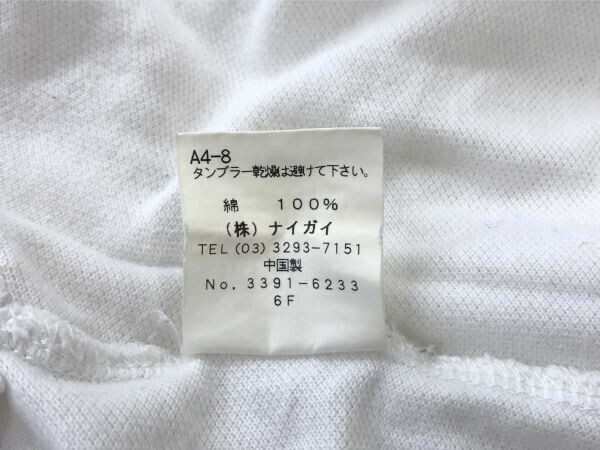 A4-8
タンブラー乾燥は避けて下さい。
綿 100%
(株) ナイガイ
TEL (03) 3293-7151
中国製
No. 3391-6233
6F